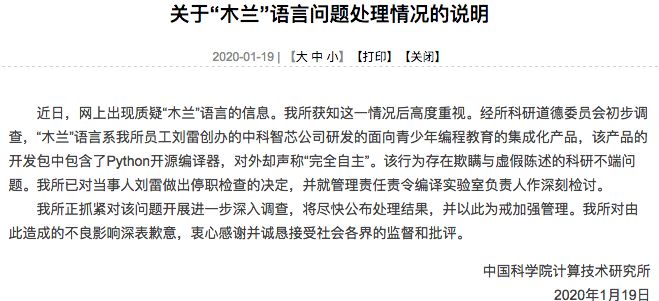 关于“木兰”语言问题处理情况的说明
2020-01-19 | 【大 中 小】 【打印】 【关闭】
近日，网上出现质疑“木兰”语言的信息。我所获知这一情况后高度重视。经所科研道德委员会初步调
查，“木兰”语言系我所员工刘雷创办的中科智芯公司研发的面向青少年编程教育的集成化产品，该产品的
开发包中包含了Python开源编译器，对外却声称“完全自主”。该行为存在欺瞒与虚假陈述的科研不端问
题。我所已对当事人刘雷做出停职检查的决定，并就管理责任责令编译实验室负责人作深刻检讨。
我所正抓紧对该问题开展进一步深入调查，将尽快公布处理结果，并以此为戒加强管理。我所对由
此造成的不良影响深表歉意，衷心感谢并诚恳接受社会各界的监督和批评。
中国科学院计算技术研究所
2020年1月19日